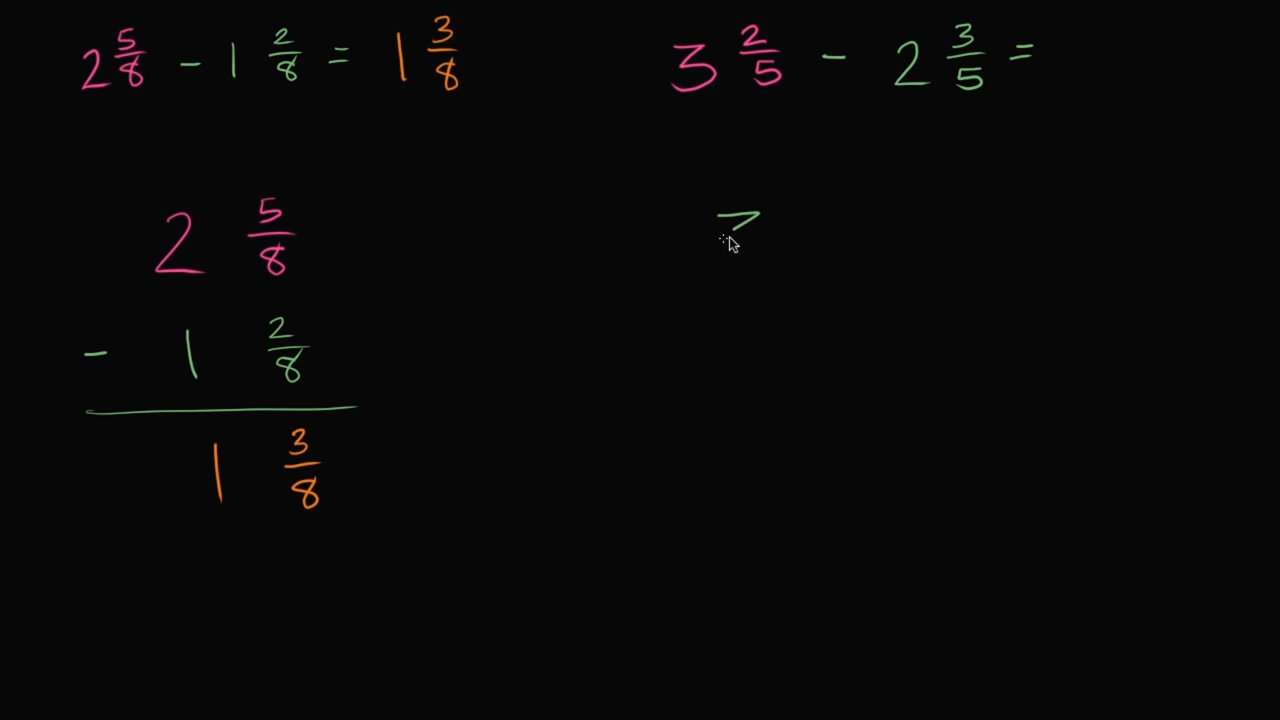 2 5/8 - 1 2/8 = 1 3/8
3 2/5 - 2 3/5 =
2 5/8
- 1 2/8
1 3/8